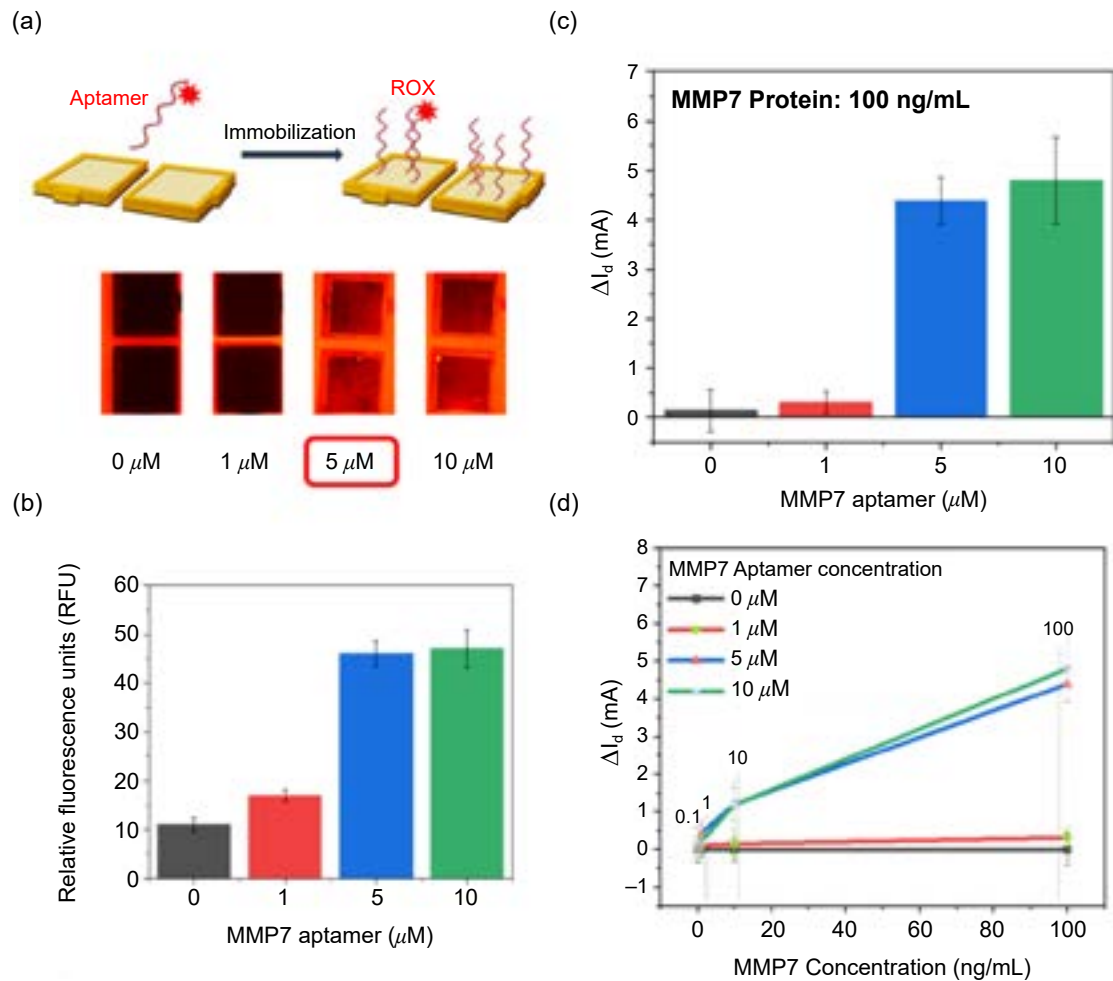 (a)
Aptamer
ROX
Immobilization
0 μM
1 μM
5 μM
10 μM
(b)
Relative fluorescence units (RFU)
60
50
40
30
20
10
0
0
1
5
10
MMP7 aptamer (μM)
(c)
MMP7 Protein: 100 ng/mL
ΔId (mA)
7
6
5
4
3
2
1
0
0
1
5
10
MMP7 aptamer (μM)
(d)
MMP7 Aptamer concentration
0 μM
1 μM
5 μM
10 μM
ΔId (mA)
8
7
6
5
4
3
2
1
0
–1
0.1
1
10
100
0
20
40
60
80
100
MMP7 Concentration (ng/mL)